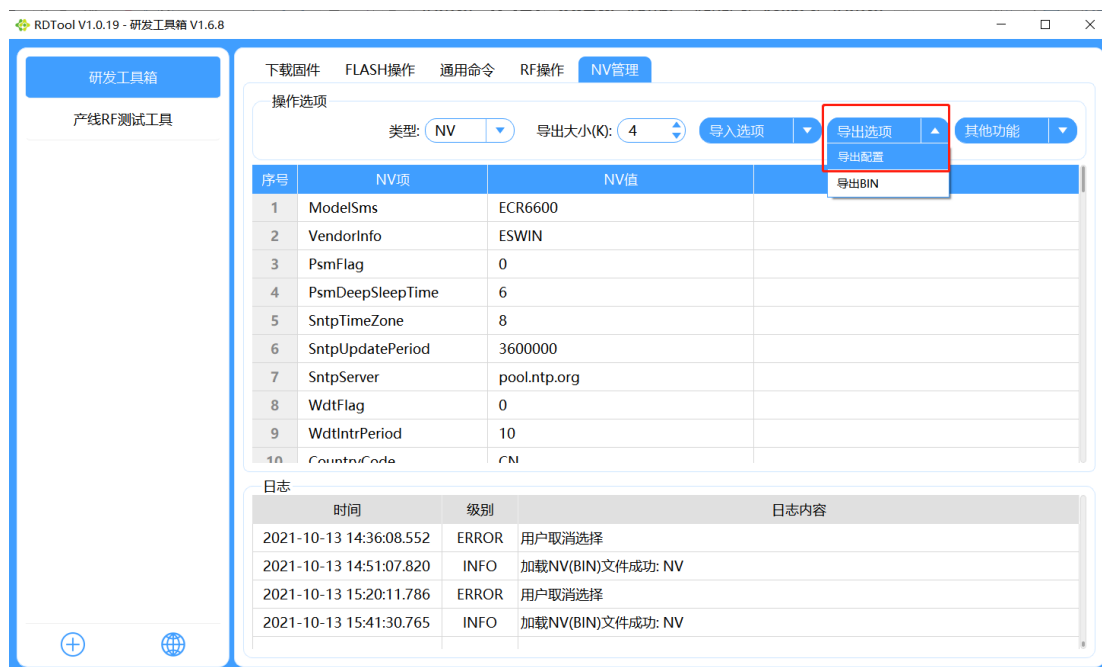 RDTool V1.0.19 - 研发工具箱 V1.6.8
研发工具箱
产线RF测试工具
下载固件 FLASH操作 通用命令 RF操作 NV管理
操作选项
类型: NV 导出大小(K): 4 导入选项 导出选项 其他功能
导出配置
导出BIN
序号 NV项 NV值
1 ModelSms ECR6600
2 VendorInfo ESWIN
3 PsmFlag 0
4 PsmDeepSleepTime 6
5 SntpTimeZone 8
6 SntpUpdatePeriod 3600000
7 SntpServer pool.ntp.org
8 WdtFlag 0
9 WdtIntrPeriod 10
10 CountryCode CN
日志
时间 级别 日志内容
2021-10-13 14:36:08.552 ERROR 用户取消选择
2021-10-13 14:51:07.820 INFO 加载NV(BIN)文件成功: NV
2021-10-13 15:20:11.786 ERROR 用户取消选择
2021-10-13 15:41:30.765 INFO 加载NV(BIN)文件成功: NV